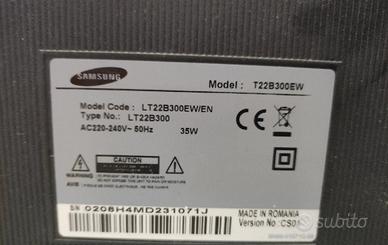 SAMSUNG
Model : T22B300EW
Model Code : LT22B300EW/EN
Type No.: LT22B300
AC220-240V~ 50Hz 35W
CAUTION
WARNING
AVIS
S/N 0208H4MD231071J
MADE IN ROMANIA
Version No : CS01
subito